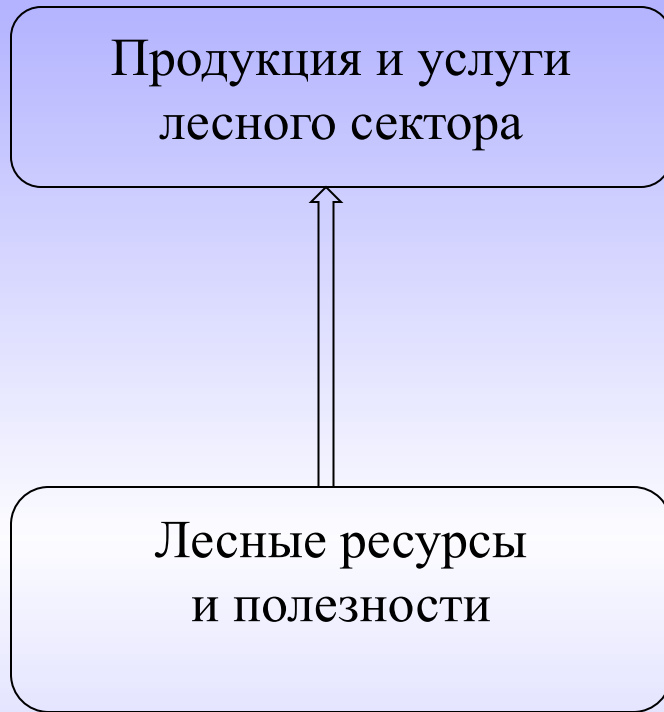 Продукция и услуги
лесного сектора
Лесные ресурсы
и полезности